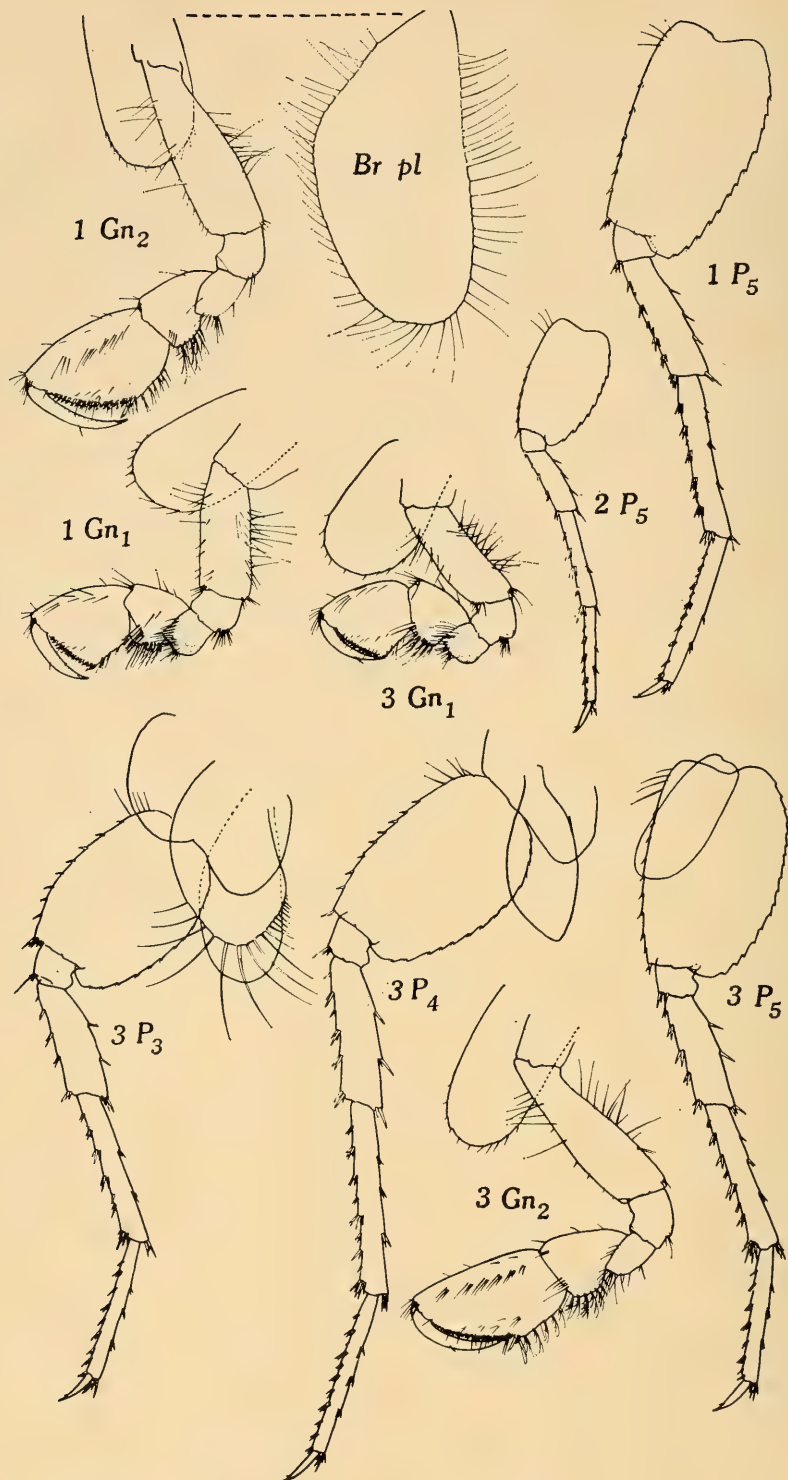 Br pl
1 Gn₂
1 P₅
2 P₅
1 Gn₁
3 Gn₁
3 P₃
3 P₄
3 P₅
3 Gn₂